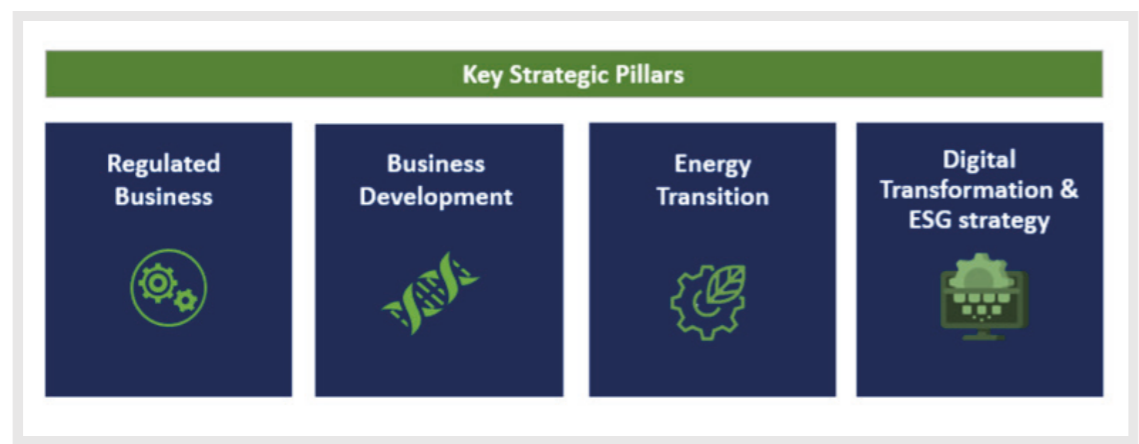 Key Strategic Pillars
Regulated
Business
Business
Development
Energy
Transition
Digital
Transformation &
ESG strategy